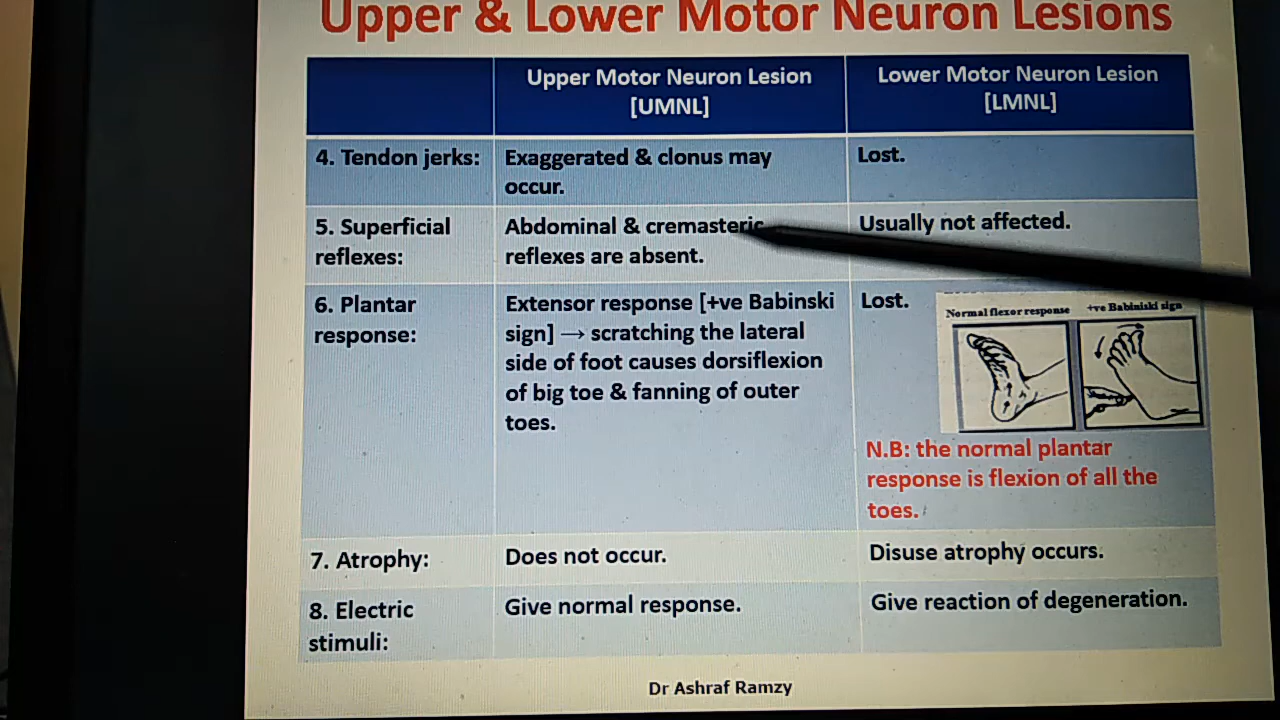 Upper & Lower Motor Neuron Lesions
Upper Motor Neuron Lesion
[UMNL]
Lower Motor Neuron Lesion
[LMNL]
4. Tendon jerks:
Exaggerated & clonus may
occur.
Lost.
5. Superficial
reflexes:
Abdominal & cremasteric
reflexes are absent.
Usually not affected.
6. Plantar
response:
Extensor response [+ve Babinski
sign] → scratching the lateral
side of foot causes dorsiflexion
of big toe & fanning of outer
toes.
Lost.
Normal flexor response
+ve Babiniski sign
N.B: the normal plantar
response is flexion of all the
toes.
7. Atrophy:
Does not occur.
Disuse atrophy occurs.
8. Electric
stimuli:
Give normal response.
Give reaction of degeneration.
Dr Ashraf Ramzy